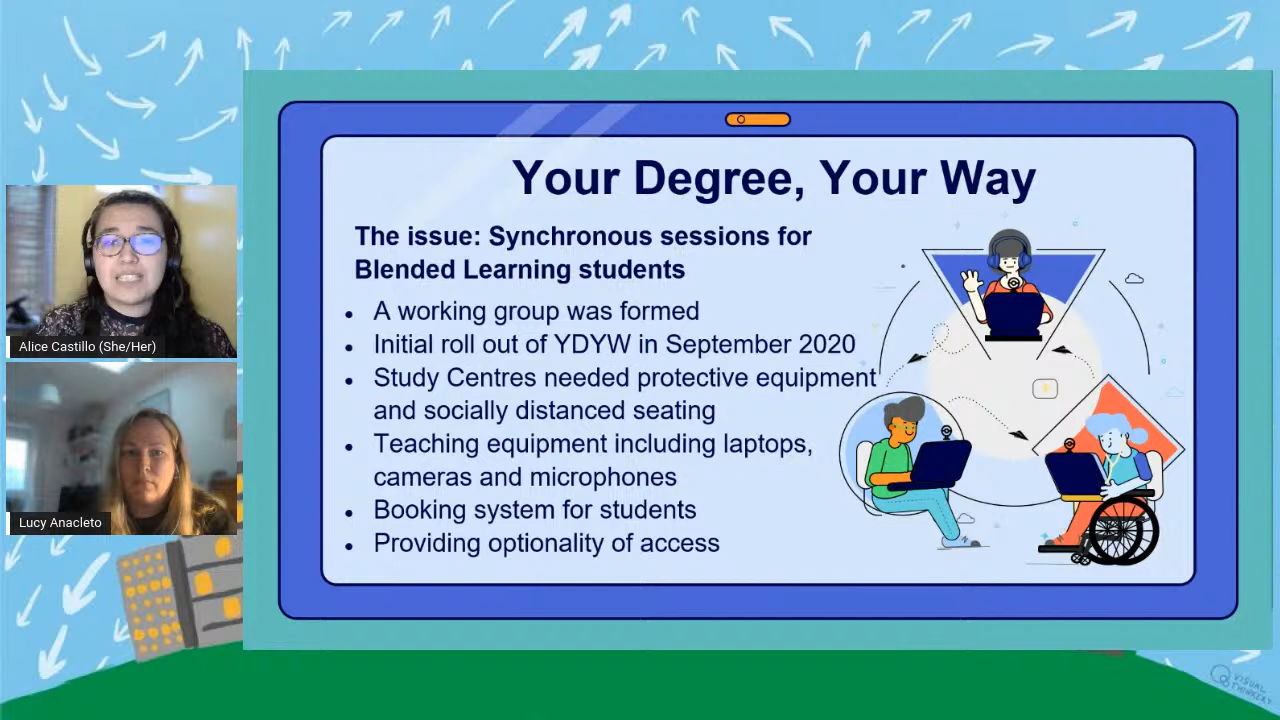 Your Degree, Your Way
The issue: Synchronous sessions for
Blended Learning students
• A working group was formed
• Initial roll out of YDYW in September 2020
• Study Centres needed protective equipment
and socially distanced seating
• Teaching equipment including laptops,
cameras and microphones
• Booking system for students
• Providing optionality of access
Alice Castillo (She/Her)
Lucy Anacleto
VISUAL
THINKERY